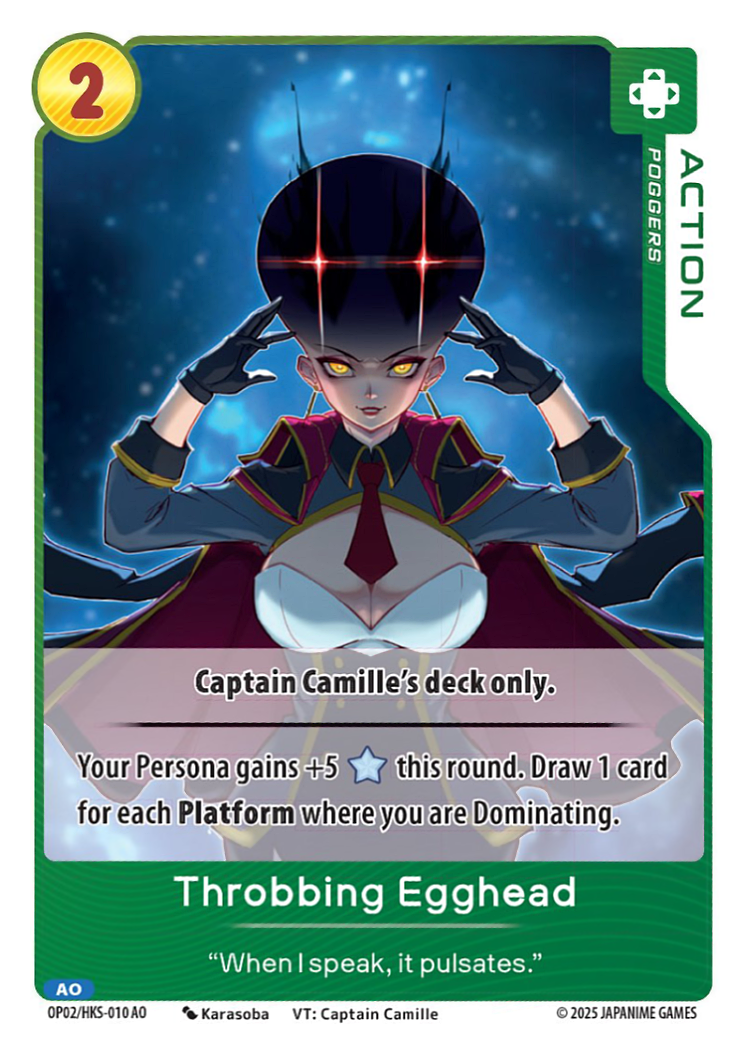 2
ACTION
POGGERS
Captain Camille's deck only.
Your Persona gains +5 this round. Draw 1 card
for each Platform where you are Dominating.
Throbbing Egghead
“When I speak, it pulsates.”
AO
OP02/HKS-010 AO Karasoba VT: Captain Camille © 2025 JAPANIME GAMES